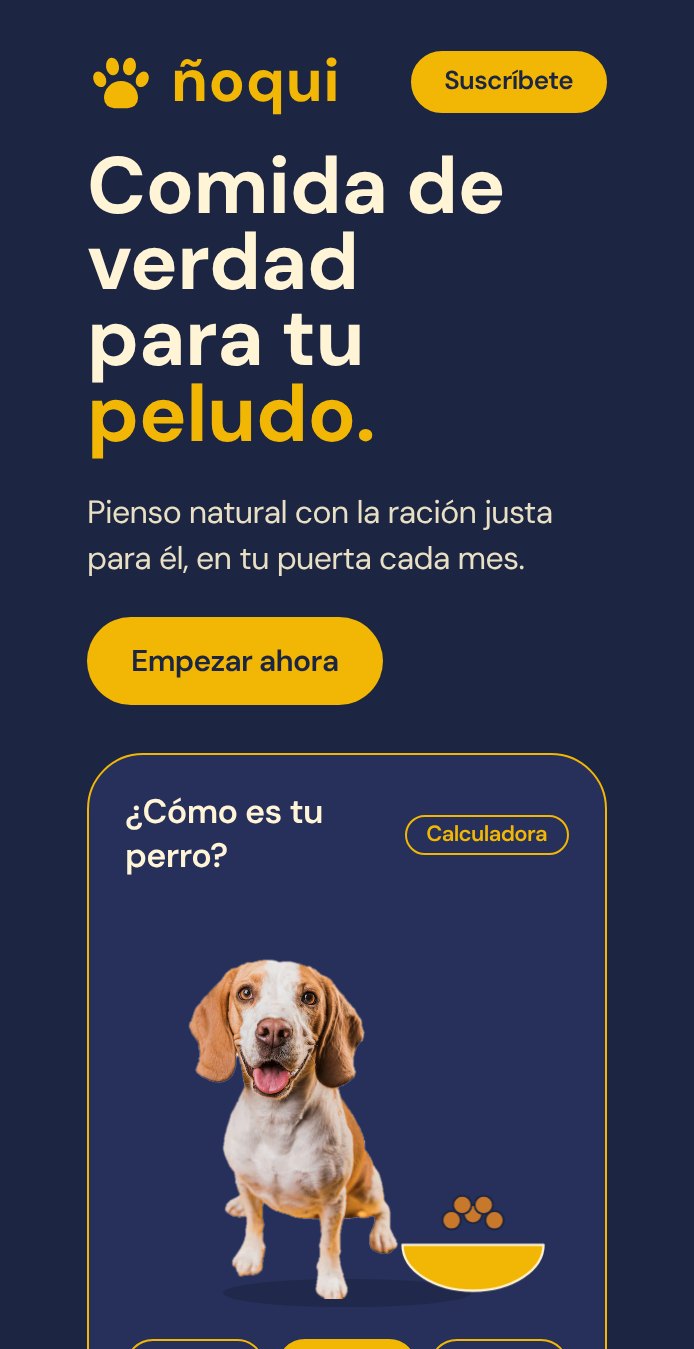 ñoqui
Suscríbete
Comida de
verdad
para tu
peludo.
Pienso natural con la ración justa
para él, en tu puerta cada mes.
Empezar ahora
¿Cómo es tu
perro?
Calculadora